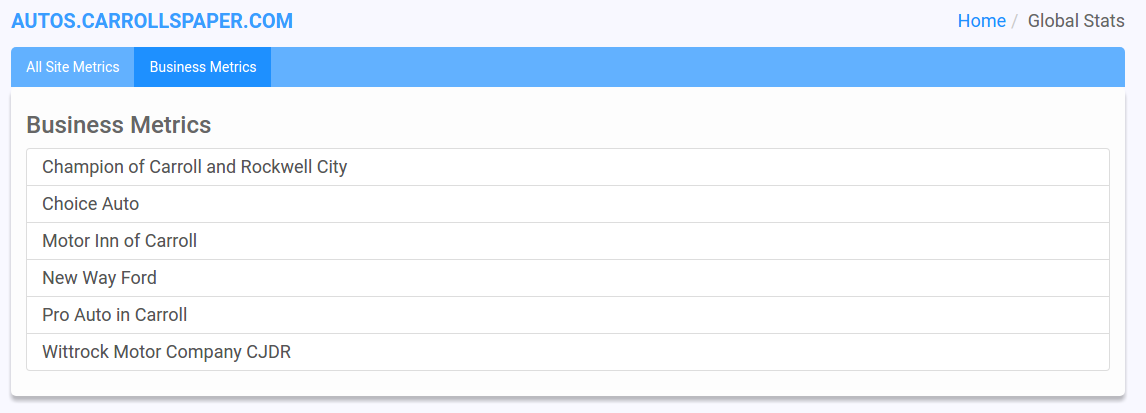 AUTOS.CARROLLSPAPER.COM
Home / Global Stats
All Site Metrics
Business Metrics
Business Metrics
Champion of Carroll and Rockwell City
Choice Auto
Motor Inn of Carroll
New Way Ford
Pro Auto in Carroll
Wittrock Motor Company CJDR